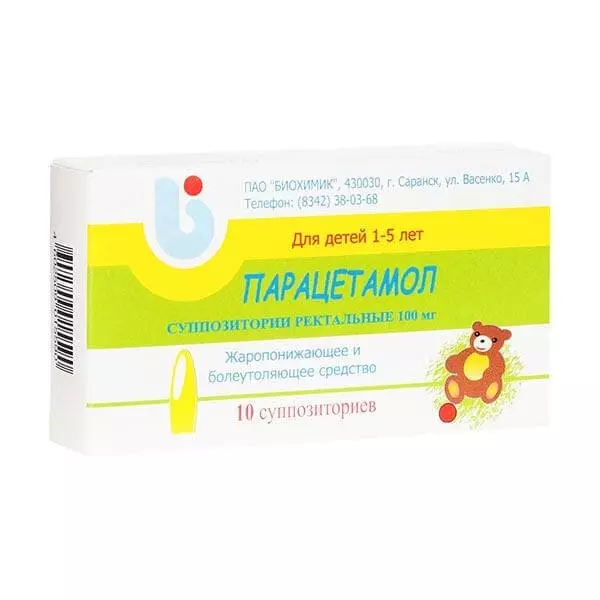 ПАО "БИОХИМИК", 430030, г. Саранск, ул. Васенко, 15 А
Телефон: (8342) 38-03-68
Для детей 1-5 лет
ПАРАЦЕТАМОЛ
СУППОЗИТОРИИ РЕКТАЛЬНЫЕ 100 мг
Жаропонижающее и
болеутоляющее средство
10 суппозиториев